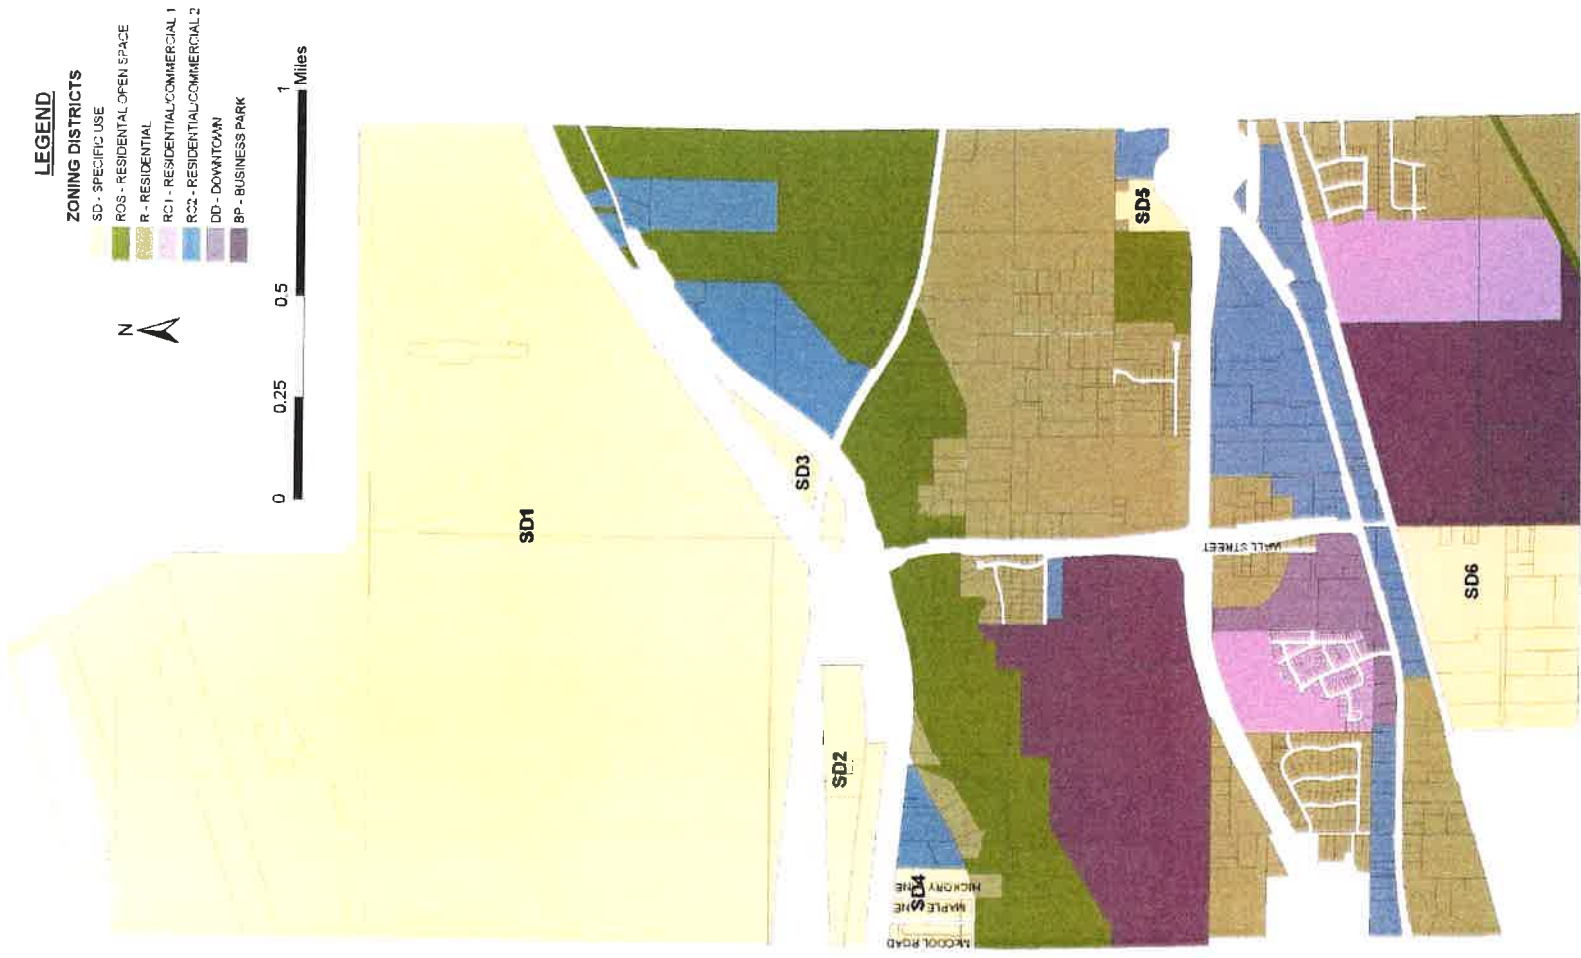 LEGEND
ZONING DISTRICTS
SD - SPECIFIC USE
ROS - RESIDENTIAL OPEN SPACE
R - RESIDENTIAL
RC1 - RESIDENTIAL/COMMERCIAL 1
RC2 - RESIDENTIAL/COMMERCIAL 2
DD - DOWNTOWN
BP - BUSINESS PARK
N
0 0.25 0.5 1
Miles
SD1
SD3
SD2
SD4
HICKORY
MAPLE
McCOOL ROAD
SD5
WALL STREET
SD6